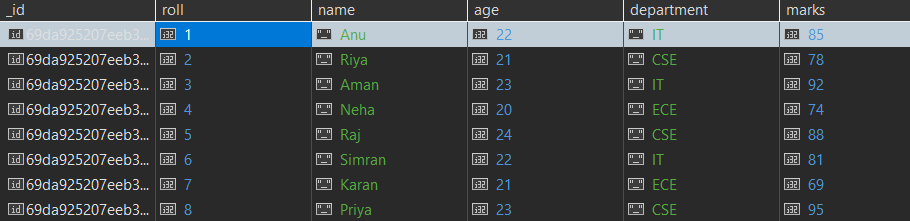 _id roll name age department marks
69da925207eeb3... 1 Anu 22 IT 85
69da925207eeb3... 2 Riya 21 CSE 78
69da925207eeb3... 3 Aman 23 IT 92
69da925207eeb3... 4 Neha 20 ECE 74
69da925207eeb3... 5 Raj 24 CSE 88
69da925207eeb3... 6 Simran 22 IT 81
69da925207eeb3... 7 Karan 21 ECE 69
69da925207eeb3... 8 Priya 23 CSE 95